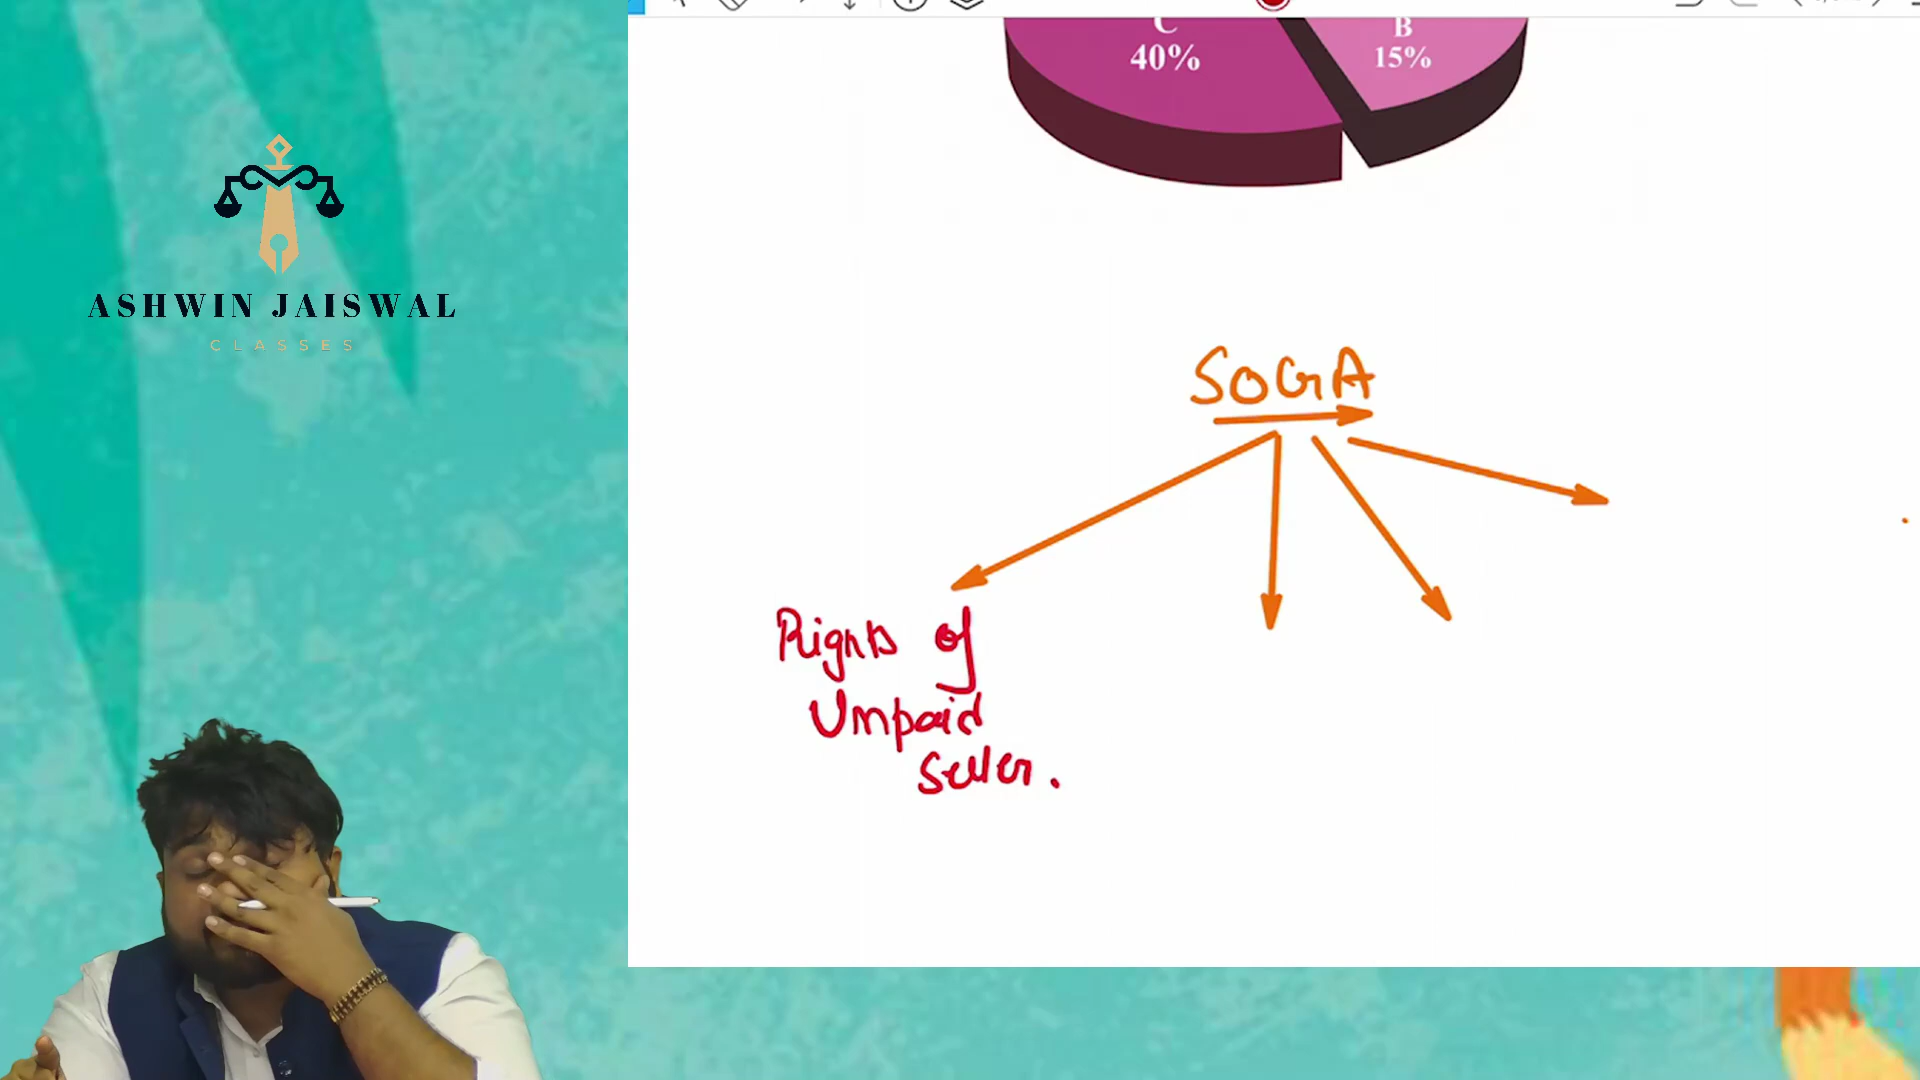 C
40%
B
15%
ASHWIN JAISWAL
CLASSES
SOGA
Rights of
Unpaid
Seller.